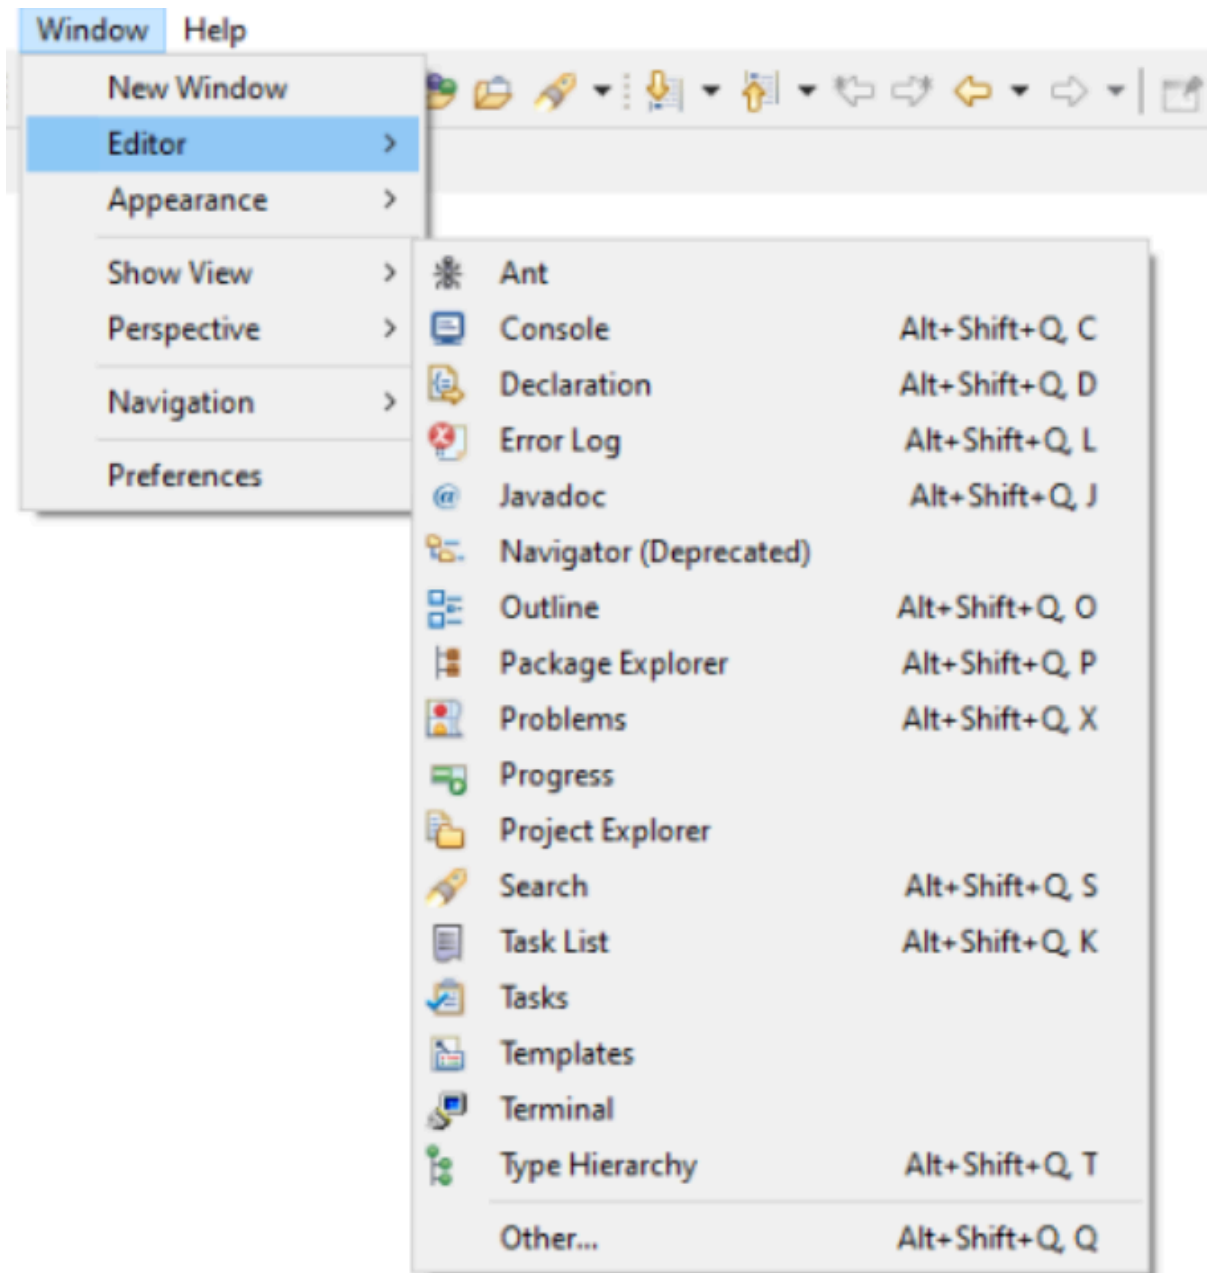 Window Help
New Window
Editor
Appearance
Show View
Perspective
Navigation
Preferences
Ant
Console Alt+Shift+Q, C
Declaration Alt+Shift+Q, D
Error Log Alt+Shift+Q, L
Javadoc Alt+Shift+Q, J
Navigator (Deprecated)
Outline Alt+Shift+Q, O
Package Explorer Alt+Shift+Q, P
Problems Alt+Shift+Q, X
Progress
Project Explorer
Search Alt+Shift+Q, S
Task List Alt+Shift+Q, K
Tasks
Templates
Terminal
Type Hierarchy Alt+Shift+Q, T
Other... Alt+Shift+Q, Q